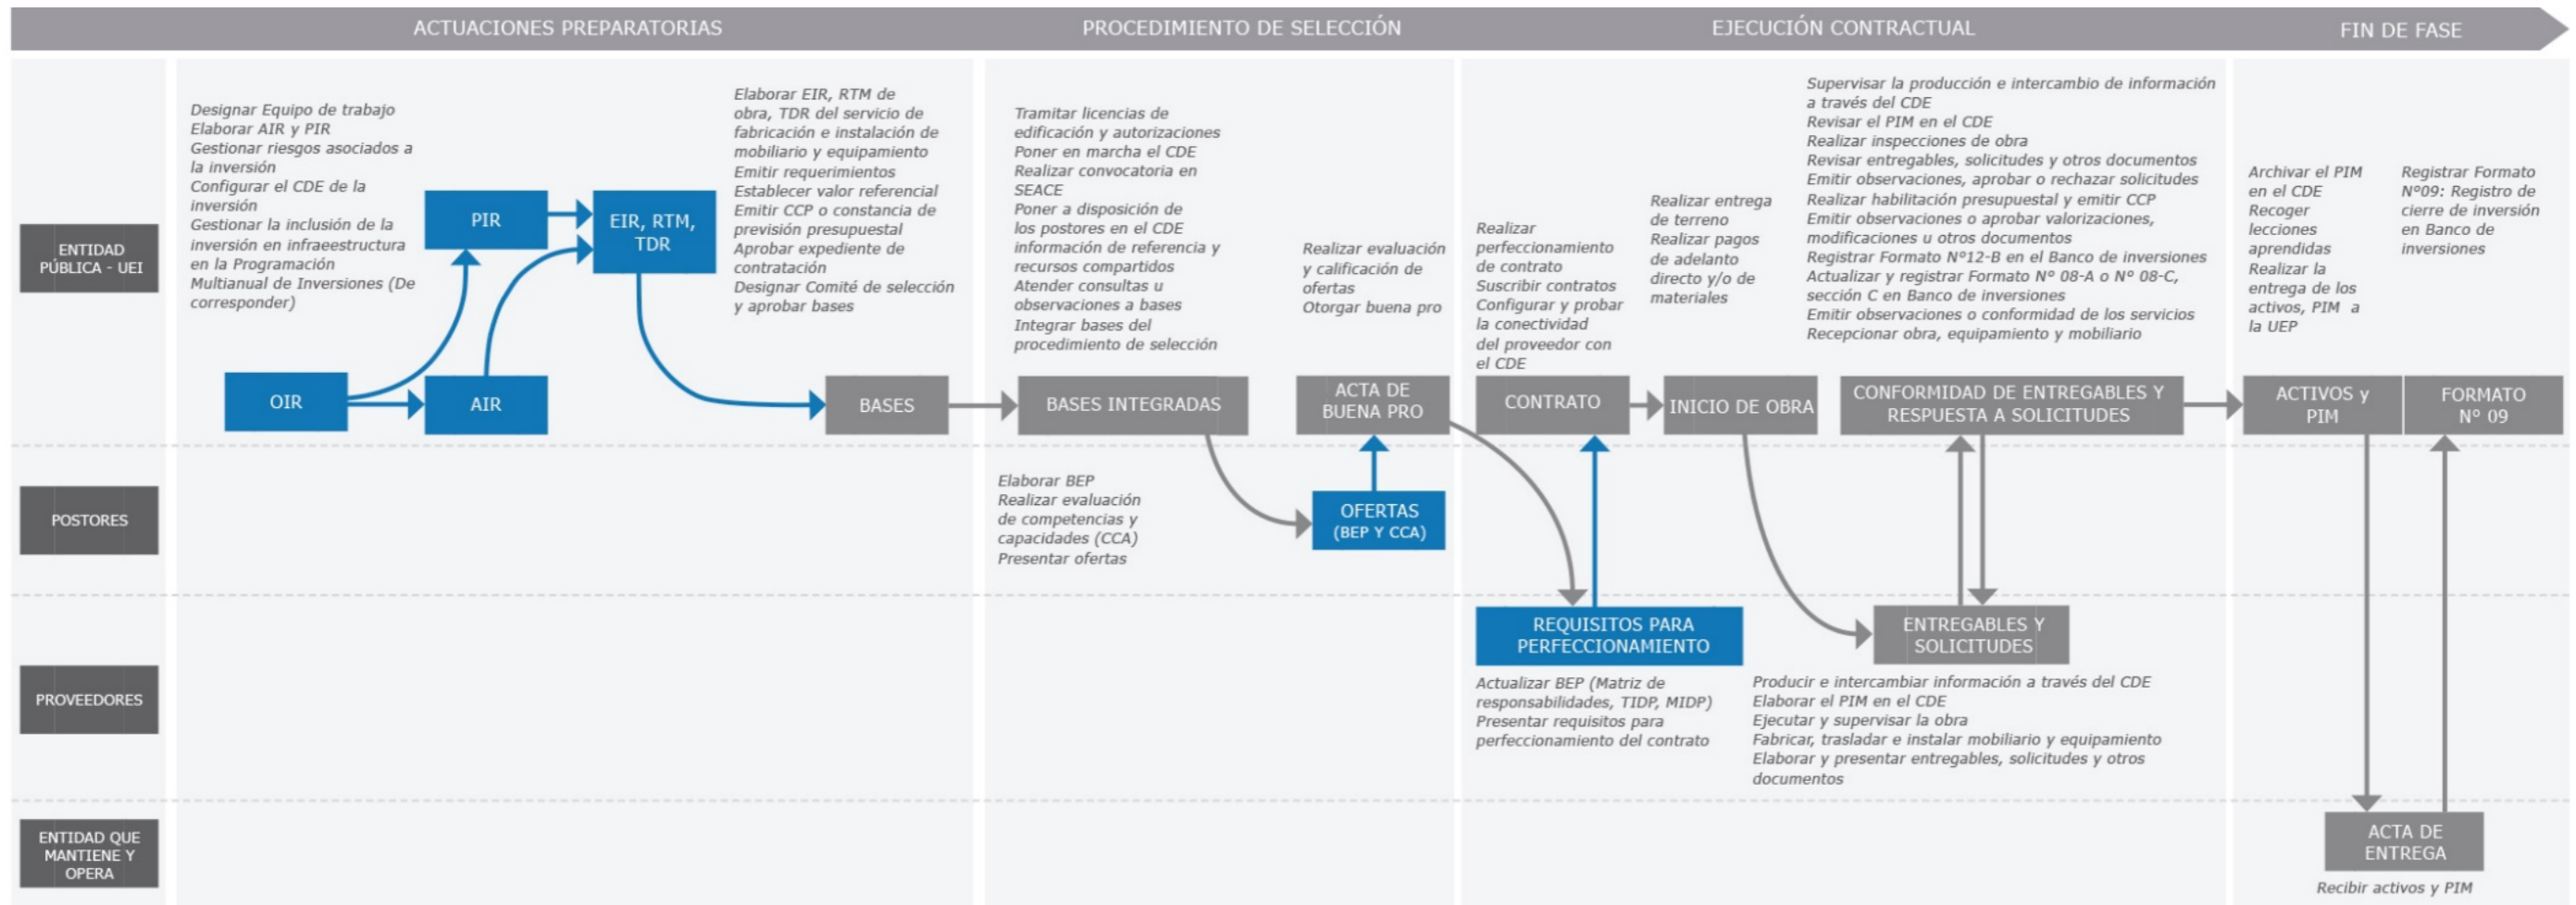 ACTUACIONES PREPARATORIAS
PROCEDIMIENTO DE SELECCIÓN
EJECUCIÓN CONTRACTUAL
FIN DE FASE
ENTIDAD
PÚBLICA - UEI
Designar Equipo de trabajo
Elaborar AIR y PIR
Gestionar riesgos asociados a
la inversión
Configurar el CDE de la
inversión
Gestionar la inclusión de la
inversión en infraeestructura
en la Programación
Multianual de Inversiones (De
corresponder)
OIR
PIR
AIR
EIR, RTM,
TDR
Elaborar EIR, RTM de
obra, TDR del servicio de
fabricación e instalación de
mobiliario y equipamiento
Emitir requerimientos
Establecer valor referencial
Emitir CCP o constancia de
previsión presupuestal
Aprobar expediente de
contratación
Designar Comité de selección
y aprobar bases
BASES
Tramitar licencias de
edificación y autorizaciones
Poner en marcha el CDE
Realizar convocatoria en
SEACE
Poner a disposición de
los postores en el CDE
información de referencia y
recursos compartidos
Atender consultas u
observaciones a bases
Integrar bases del
procedimiento de selección
BASES INTEGRADAS
Realizar evaluación
y calificación de
ofertas
Otorgar buena pro
ACTA DE
BUENA PRO
Realizar
perfeccionamiento
de contrato
Suscribir contratos
Configurar y probar
la conectividad
del proveedor con
el CDE
CONTRATO
Realizar entrega
de terreno
Realizar pagos
de adelanto
directo y/o de
materiales
INICIO DE OBRA
Supervisar la producción e intercambio de información
a través del CDE
Revisar el PIM en el CDE
Realizar inspecciones de obra
Revisar entregables, solicitudes y otros documentos
Emitir observaciones, aprobar o rechazar solicitudes
Realizar habilitación presupuestal y emitir CCP
Emitir observaciones o aprobar valorizaciones,
modificaciones u otros documentos
Registrar Formato N°12-B en el Banco de inversiones
Actualizar y registrar Formato N° 08-A o N° 08-C,
sección C en Banco de inversiones
Emitir observaciones o conformidad de los servicios
Recepcionar obra, equipamiento y mobiliario
CONFORMIDAD DE ENTREGABLES Y
RESPUESTA A SOLICITUDES
Archivar el PIM
en el CDE
Recoger
lecciones
aprendidas
Realizar la
entrega de los
activos, PIM a
la UEP
ACTIVOS y
PIM
Registrar Formato
N°09: Registro de
cierre de inversión
en Banco de
inversiones
FORMATO
N° 09
POSTORES
Elaborar BEP
Realizar evaluación
de competencias y
capacidades (CCA)
Presentar ofertas
OFERTAS
(BEP Y CCA)
PROVEEDORES
REQUISITOS PARA
PERFECCIONAMIENTO
Actualizar BEP (Matriz de
responsabilidades, TIDP, MIDP)
Presentar requisitos para
perfeccionamiento del contrato
ENTREGABLES Y
SOLICITUDES
Producir e intercambiar información a través del CDE
Elaborar el PIM en el CDE
Ejecutar y supervisar la obra
Fabricar, trasladar e instalar mobiliario y equipamiento
Elaborar y presentar entregables, solicitudes y otros
documentos
ENTIDAD QUE
MANTIENE Y
OPERA
ACTA DE
ENTREGA
Recibir activos y PIM